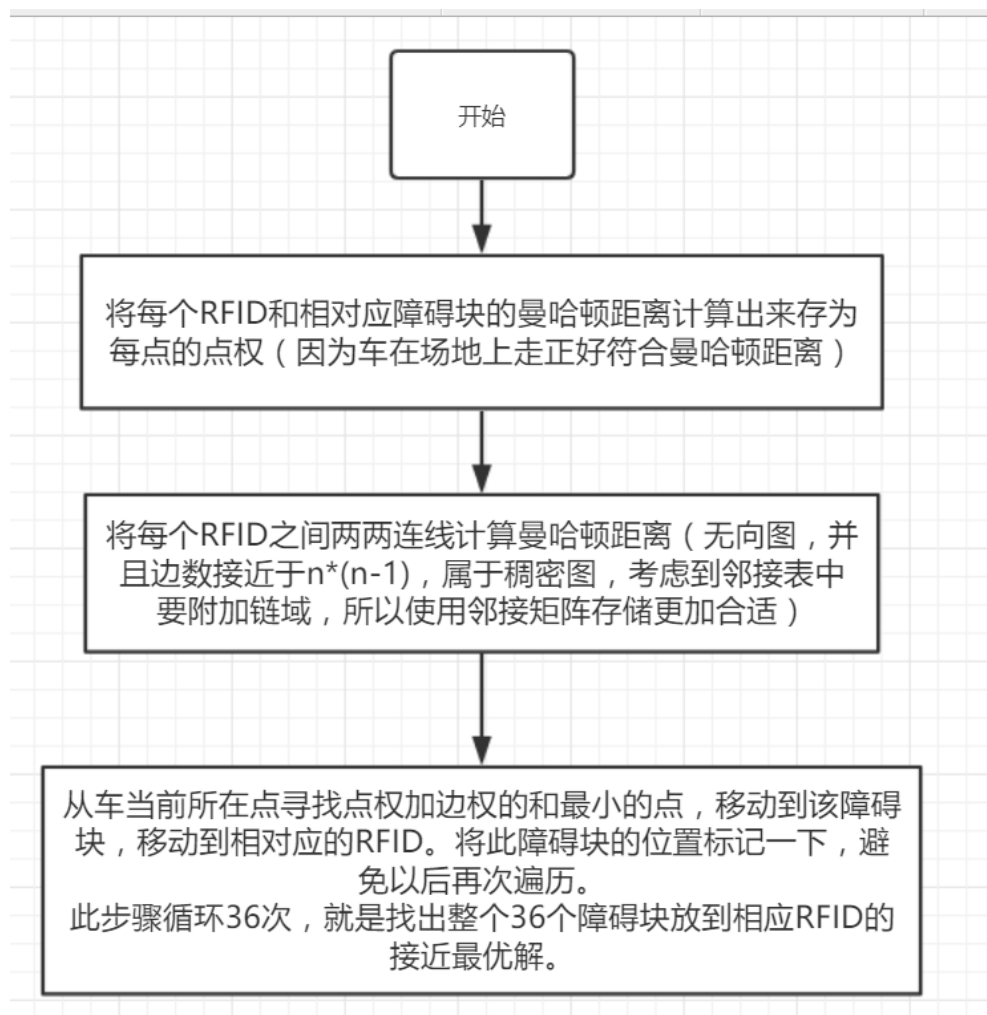 开始
将每个RFID和相对应障碍块的曼哈顿距离计算出来存为
每点的点权（因为车在场地上走正好符合曼哈顿距离）
将每个RFID之间两两连线计算曼哈顿距离（无向图，并
且边数接近于n*(n-1)，属于稠密图，考虑到邻接表中
要附加链域，所以使用邻接矩阵存储更加合适）
从车当前所在点寻找点权加边权的和最小的点，移动到该障碍
块，移动到相对应的RFID。将此障碍块的位置标记一下，避
免以后再次遍历。
此步骤循环36次，就是找出整个36个障碍块放到相应RFID的
接近最优解。